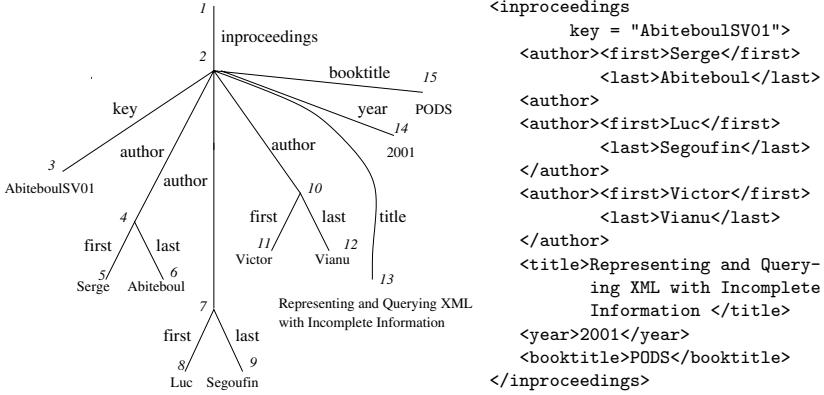 1
inproceedings
2
booktitle
15
key
year
PODS
14
author
author
2001
3
author
AbiteboulSV01
10
4
first
last
title
first
last
11
12
Victor
Vianu
5
6
Serge
Abiteboul
13
7
Representing and Querying XML
with Incomplete Information
first
last
8
9
Luc
Segoufin
<inproceedings
key = "AbiteboulSV01">
<author><first>Serge</first>
<last>Abiteboul</last>
<author>
<author><first>Luc</first>
<last>Segoufin</last>
</author>
<author><first>Victor</first>
<last>Vianu</last>
</author>
<title>Representing and Query-
ing XML with Incomplete
Information </title>
<year>2001</year>
<booktitle>PODS</booktitle>
</inproceedings>